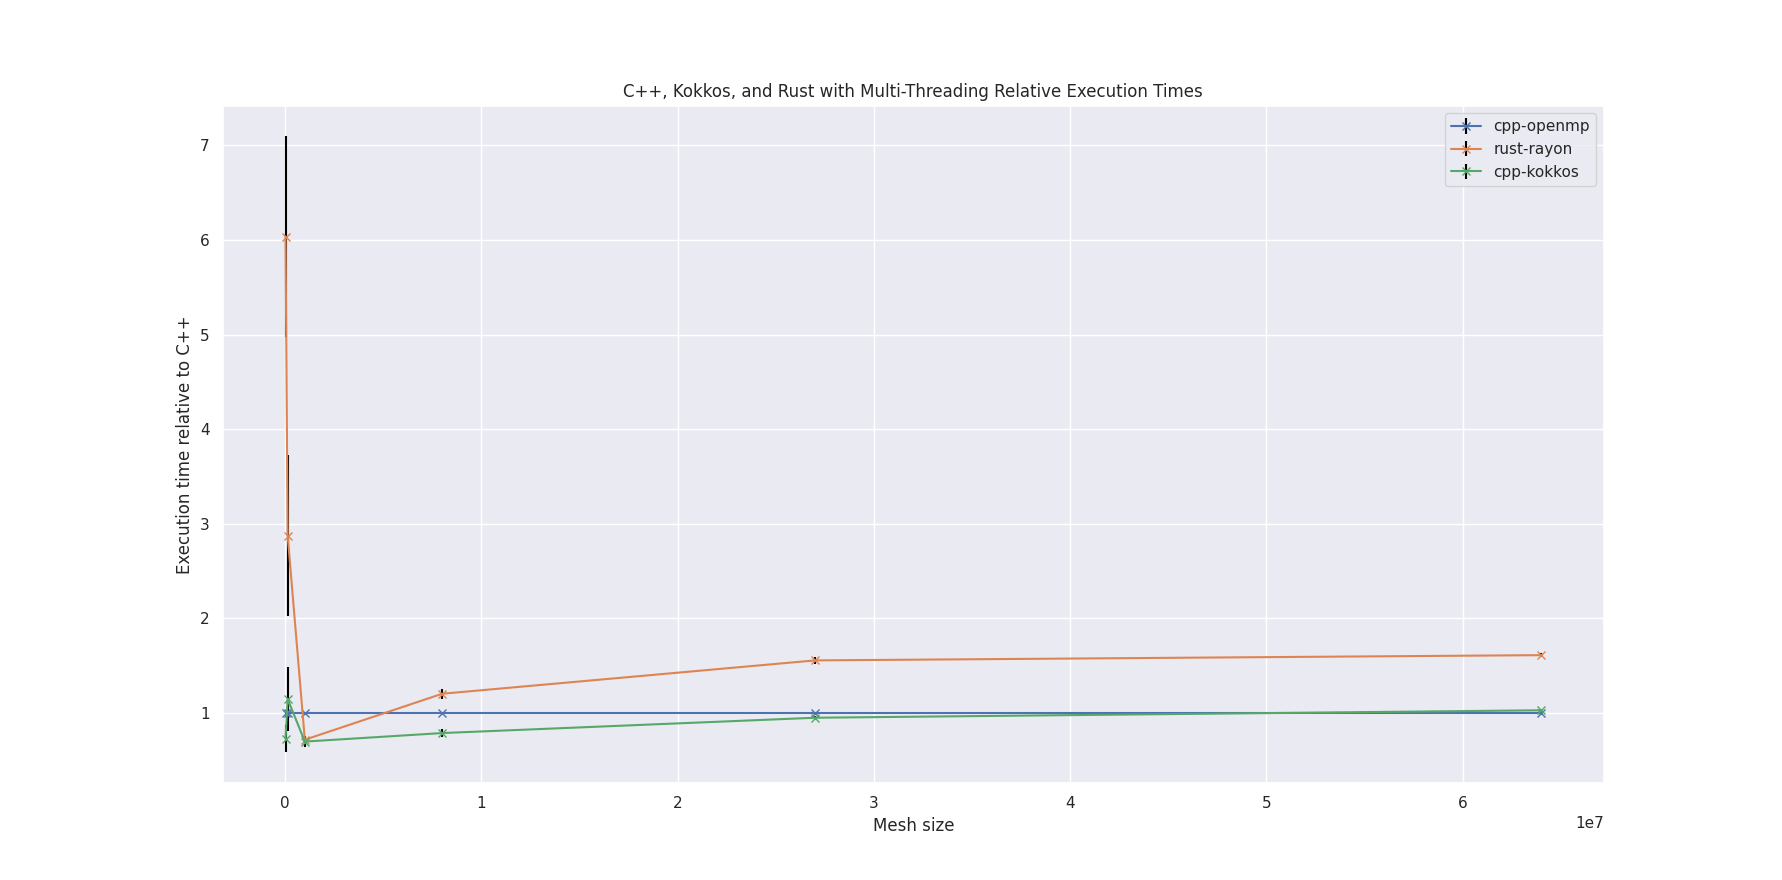 C++, Kokkos, and Rust with Multi-Threading Relative Execution Times
cpp-openmp
rust-rayon
cpp-kokkos
Execution time relative to C++
7
6
5
4
3
2
1
0 1 2 3 4 5 6
1e7
Mesh size